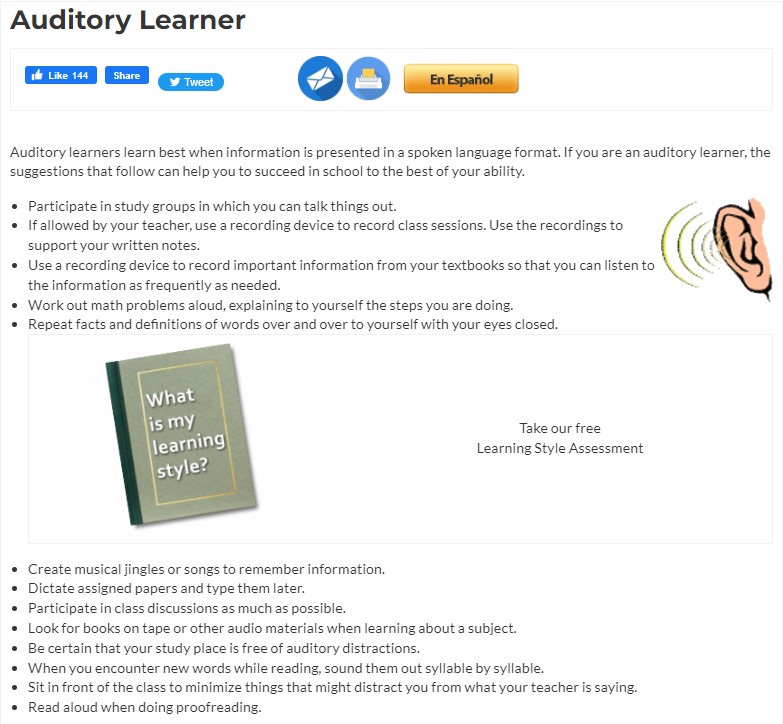 Auditory Learner
Like 144
Share
Tweet
En Español
Auditory learners learn best when information is presented in a spoken language format. If you are an auditory learner, the
suggestions that follow can help you to succeed in school to the best of your ability.
• Participate in study groups in which you can talk things out.
• If allowed by your teacher, use a recording device to record class sessions. Use the recordings to
support your written notes.
• Use a recording device to record important information from your textbooks so that you can listen to
the information as frequently as needed.
• Work out math problems aloud, explaining to yourself the steps you are doing.
• Repeat facts and definitions of words over and over to yourself with your eyes closed.
What
is my
learning
style?
Take our free
Learning Style Assessment
• Create musical jingles or songs to remember information.
• Dictate assigned papers and type them later.
• Participate in class discussions as much as possible.
• Look for books on tape or other audio materials when learning about a subject.
• Be certain that your study place is free of auditory distractions.
• When you encounter new words while reading, sound them out syllable by syllable.
• Sit in front of the class to minimize things that might distract you from what your teacher is saying.
• Read aloud when doing proofreading.